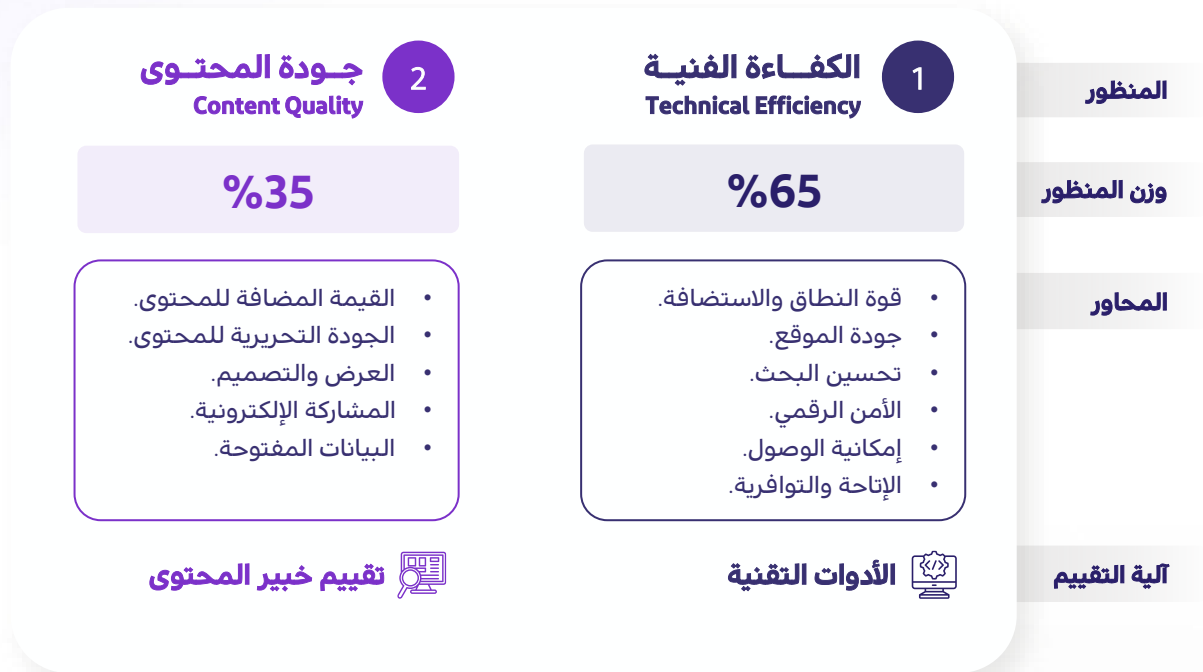 المنظور
1
الكفـــاءة الفنيــة
Technical Efficiency
2
جــودة المحتــوى
Content Quality
وزن المنظور
%65
%35
المحاور
• قوة النطاق والاستضافة.
• جودة الموقع.
• تحسين البحث.
• الأمن الرقمي.
• إمكانية الوصول.
• الإتاحة والتوافرية.
• القيمة المضافة للمحتوى.
• الجودة التحريرية للمحتوى.
• العرض والتصميم.
• المشاركة الإلكترونية.
• البيانات المفتوحة.
آلية التقييم
الأدوات التقنية
تقييم خبير المحتوى